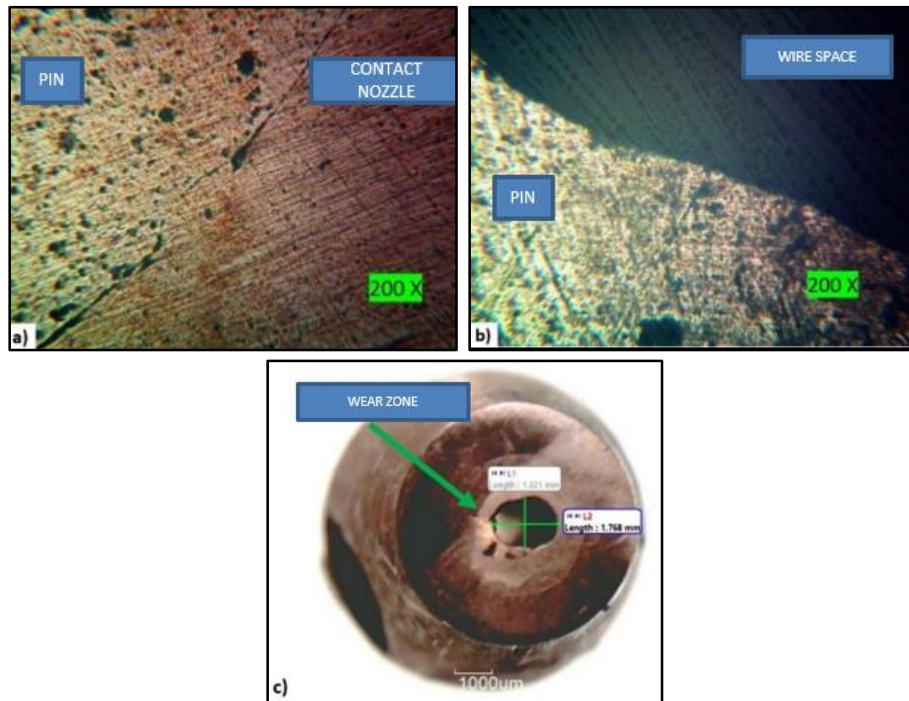 PIN
CONTACT
NOZZLE
200 X
a)
WIRE SPACE
PIN
200 X
b)
WEAR ZONE
L1
Length : 1.321 mm
L2
Length : 1.768 mm
1000um
c)